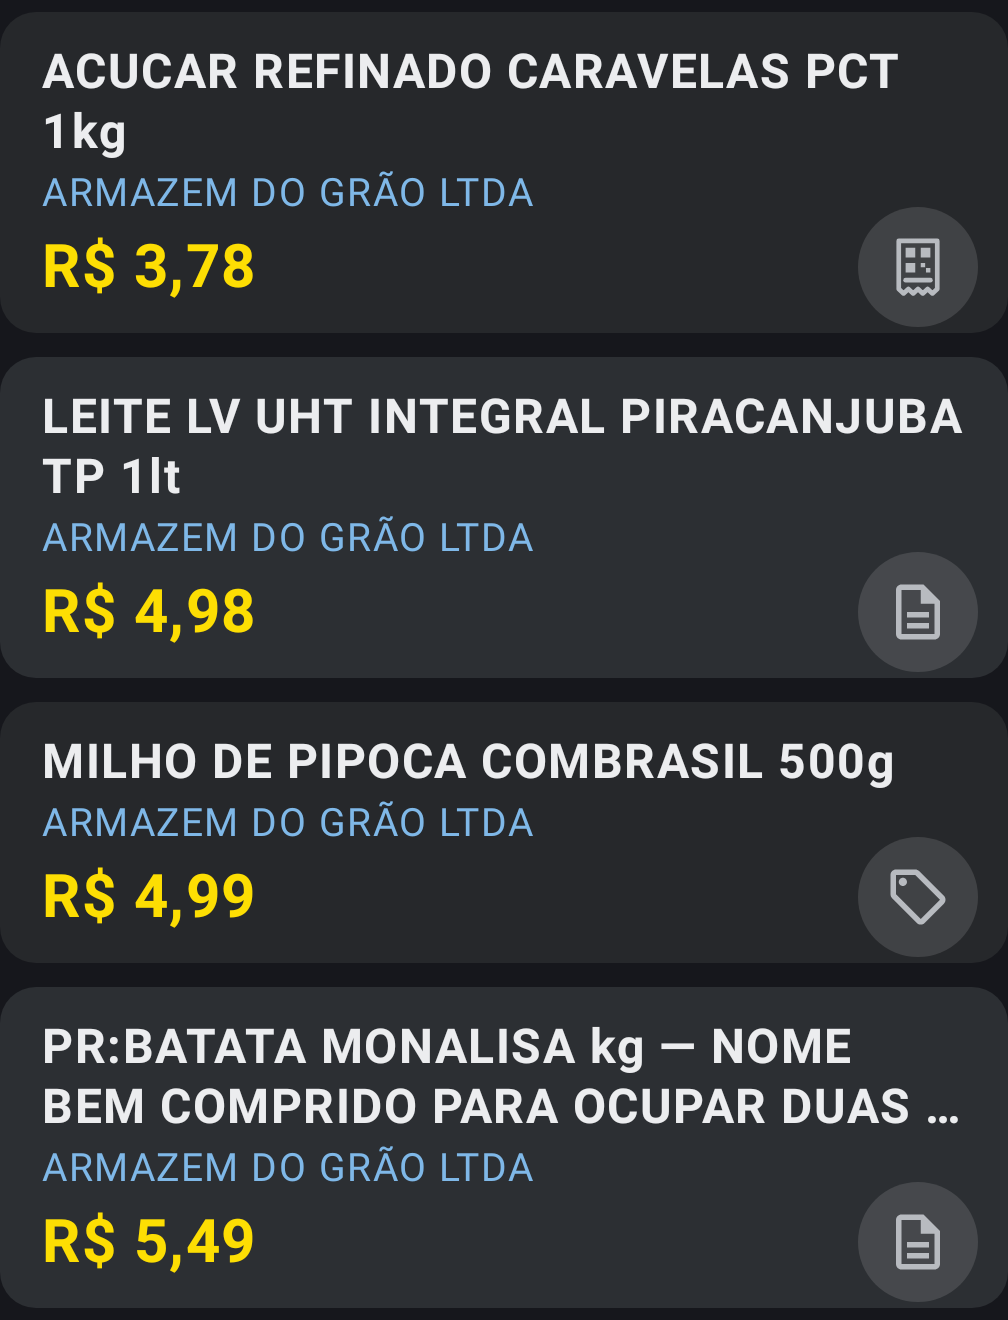 ACUCAR REFINADO CARAVELAS PCT
1kg
ARMAZEM DO GRÃO LTDA
R$ 3,78
LEITE LV UHT INTEGRAL PIRACANJUBA
TP 1lt
ARMAZEM DO GRÃO LTDA
R$ 4,98
MILHO DE PIPOCA COMBRASIL 500g
ARMAZEM DO GRÃO LTDA
R$ 4,99
PR:BATATA MONALISA kg — NOME
BEM COMPRIDO PARA OCUPAR DUAS …
ARMAZEM DO GRÃO LTDA
R$ 5,49